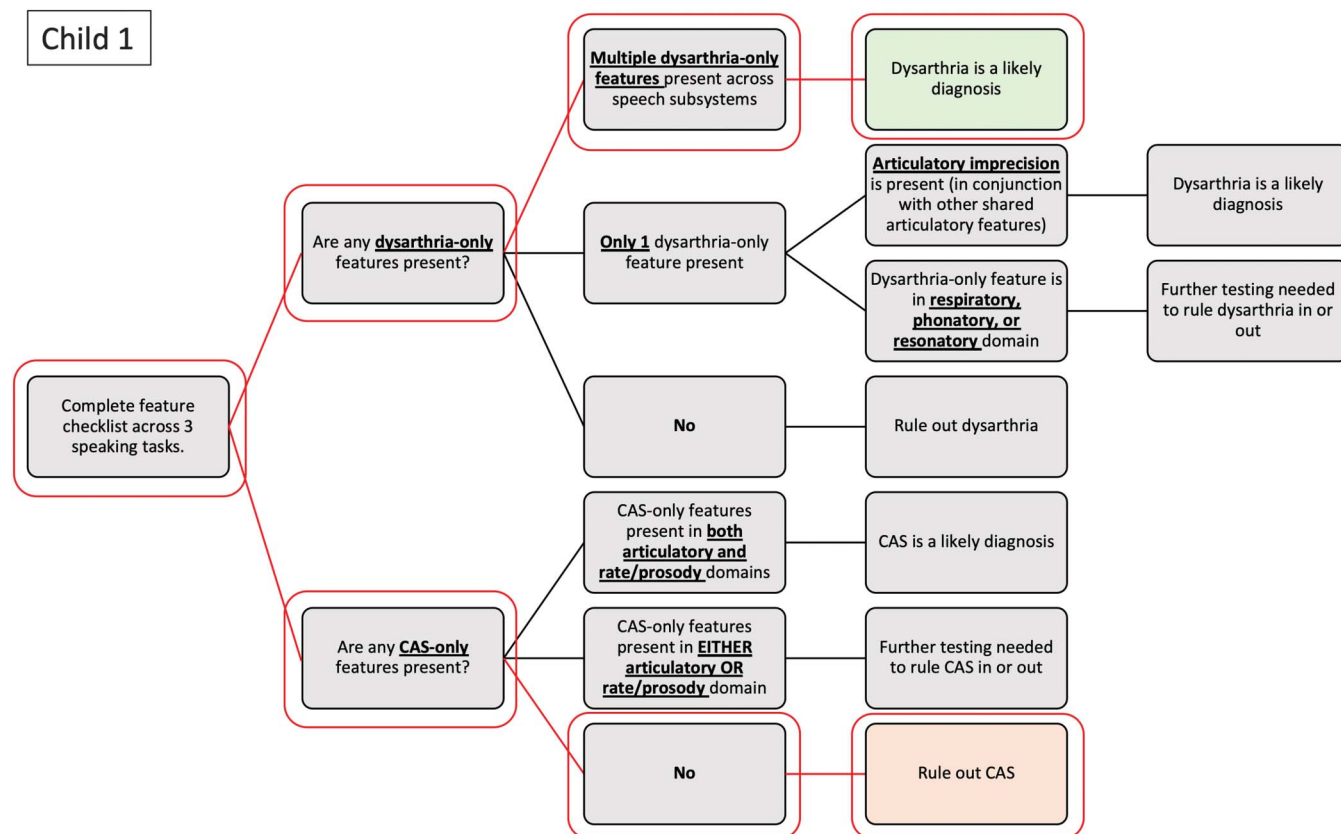 Child 1
Multiple dysarthria-only
features present across
speech subsystems
Dysarthria is a likely
diagnosis
Articulatory imprecision
is present (in conjunction
with other shared
articulatory features)
Dysarthria is a likely
diagnosis
Are any dysarthria-only
features present?
Only 1 dysarthria-only
feature present
Dysarthria-only feature is
in respiratory,
phonatory, or
resonatory domain
Further testing needed
to rule dysarthria in or
out
Complete feature
checklist across 3
speaking tasks.
No
Rule out dysarthria
CAS-only features
present in both
articulatory and
rate/prosody domains
CAS is a likely diagnosis
Are any CAS-only
features present?
CAS-only features
present in EITHER
articulatory OR
rate/prosody domain
Further testing needed
to rule CAS in or out
No
Rule out CAS